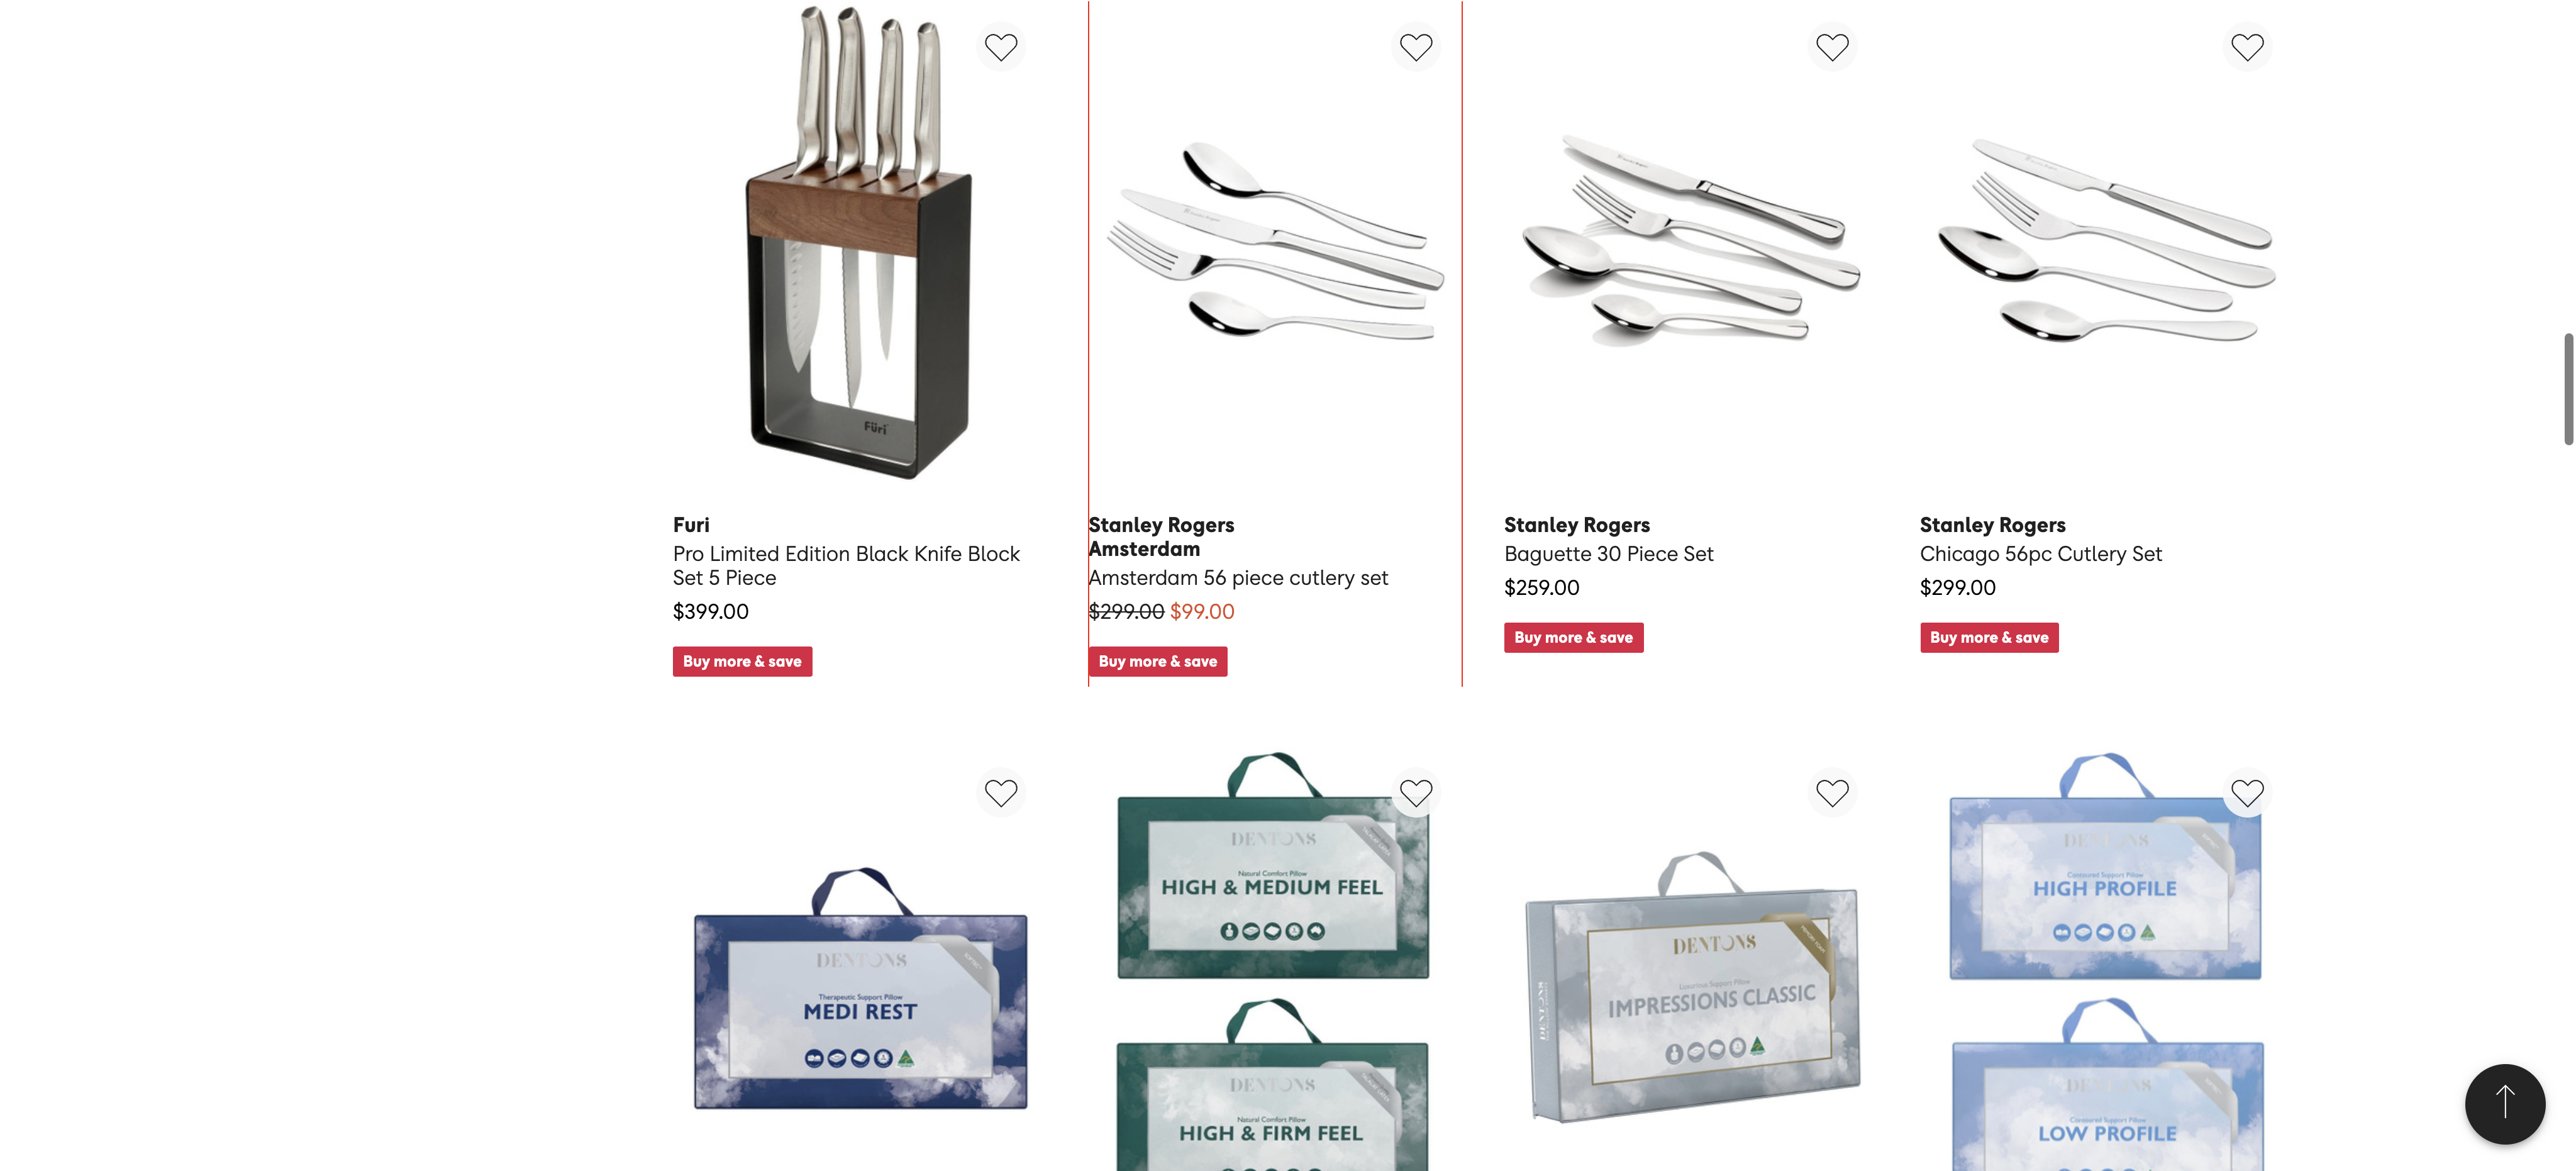 Füri
Furi
Pro Limited Edition Black Knife Block
Set 5 Piece
$399.00
Buy more & save
Stanley Rogers
Amsterdam
Amsterdam 56 piece cutlery set
$299.00 $99.00
Buy more & save
Stanley Rogers
Baguette 30 Piece Set
$259.00
Buy more & save
Stanley Rogers
Chicago 56pc Cutlery Set
$299.00
Buy more & save
DENTONS
Therapeutic Support Pillow
MEDI REST
DENTONS
Natural Comfort Pillow
HIGH & MEDIUM FEEL
DENTONS
Natural Comfort Pillow
HIGH & FIRM FEEL
DENTONS
DENTONS
Luxurious Support Pillow
IMPRESSIONS CLASSIC
MEMORY FOAM
DENTONS
Contoured Support Pillow
HIGH PROFILE
DENTONS
Contoured Support Pillow
LOW PROFILE